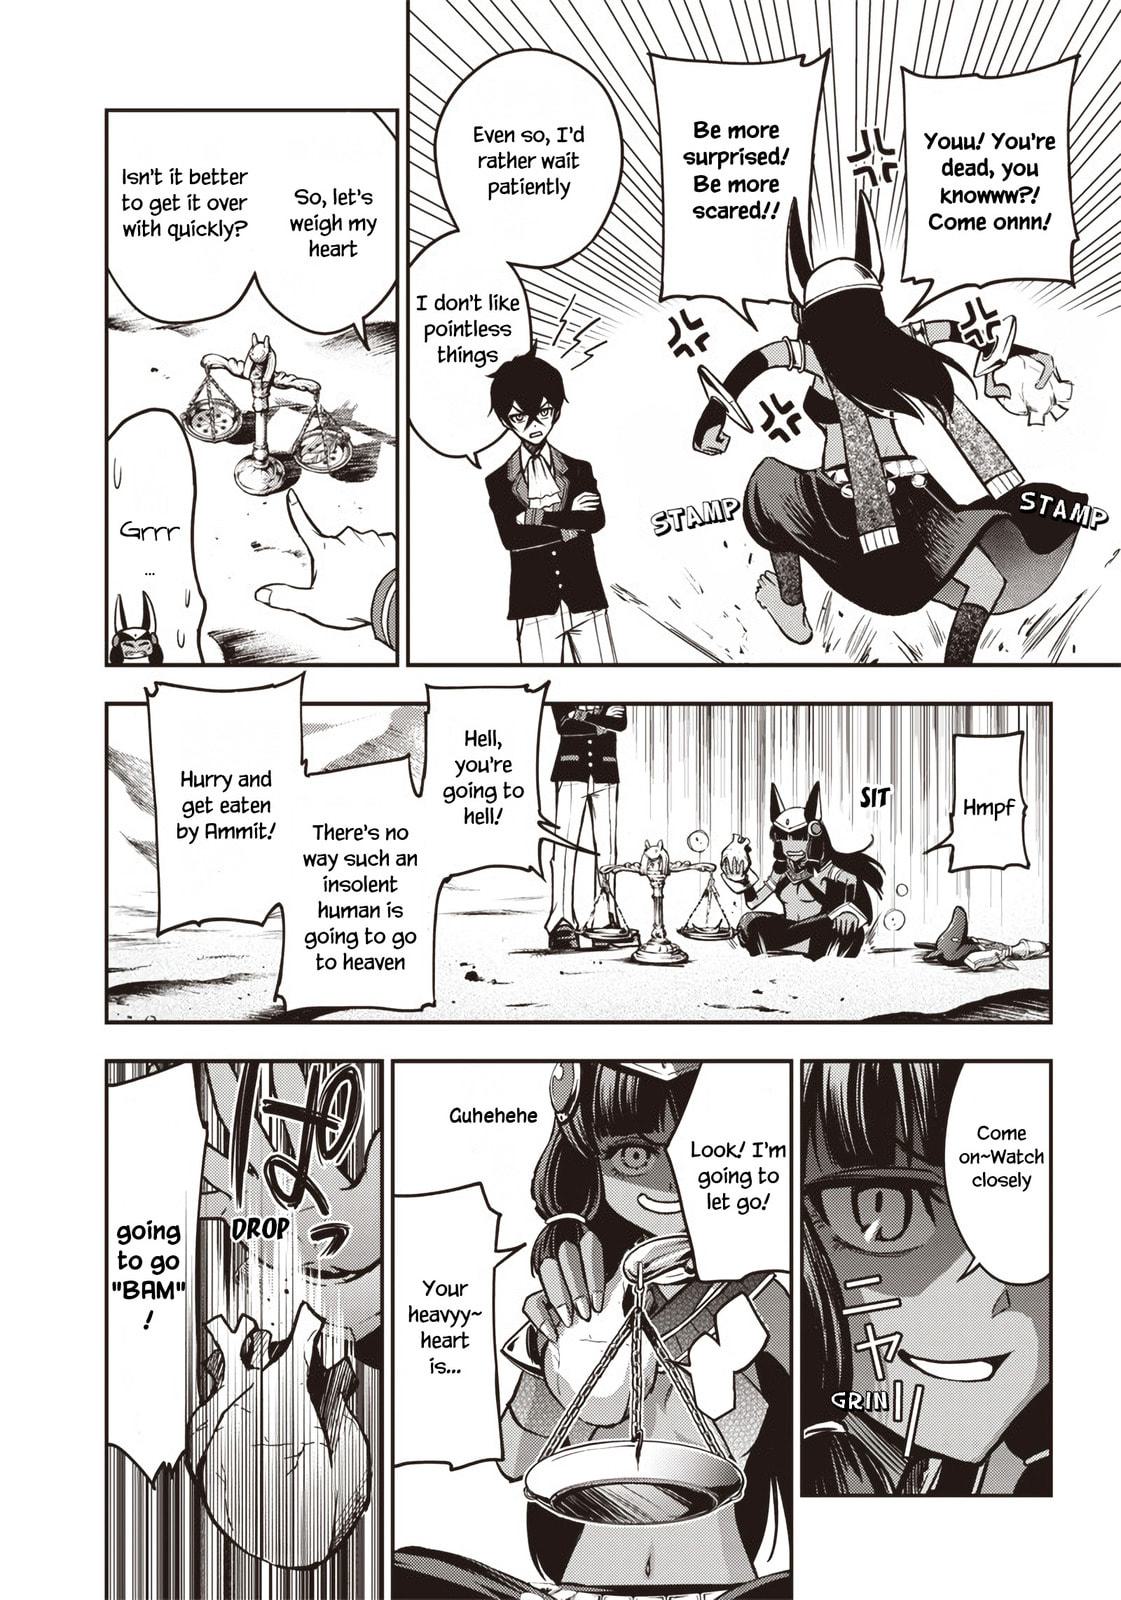 Youu! You're
dead, you
knowww?!
Come onnn!
Be more
surprised!
Be more
scared!!
STAMP
STAMP
Even so, I'd
rather wait
patiently
I don't like
pointless
things
So, let's
weigh my
heart
Isn't it better
to get it over
with quickly?
Grrr
...
Hmpf
SIT
Hell,
you're
going to
hell!
There's no
way such an
insolent
human is
going to go
to heaven
Hurry and
get eaten
by Ammit!
Come
on~Watch
closely
ニヤリ
GRIN
Look! I'm
going to
let go!
Guhehehe
Your
heavyy~
heart
is...
DROP
going
to go
"BAM"
!